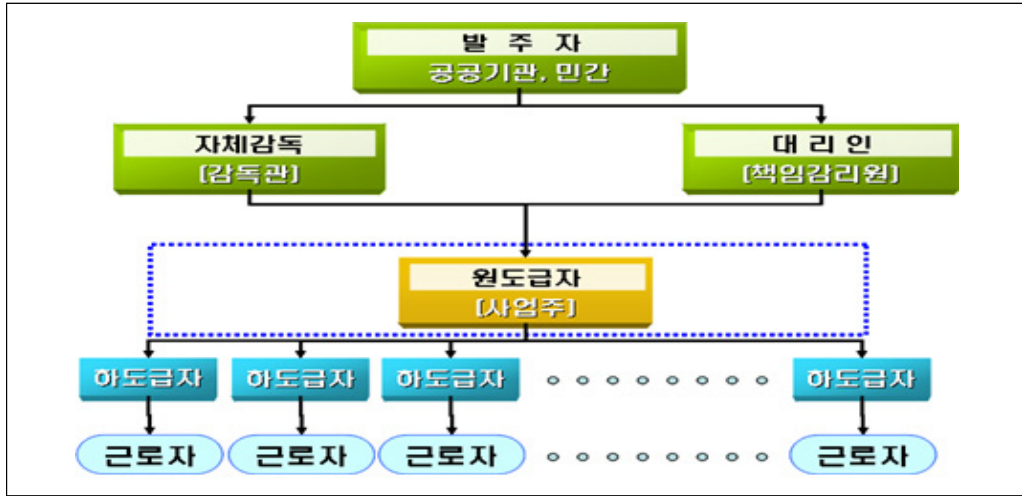 발 주 자
공공기관, 민간
자체감독
[감독관]
대 리 인
[책임감리원]
원도급자
[사업주]
하도급자
하도급자
하도급자
하도급자
근로자
근로자
근로자
근로자